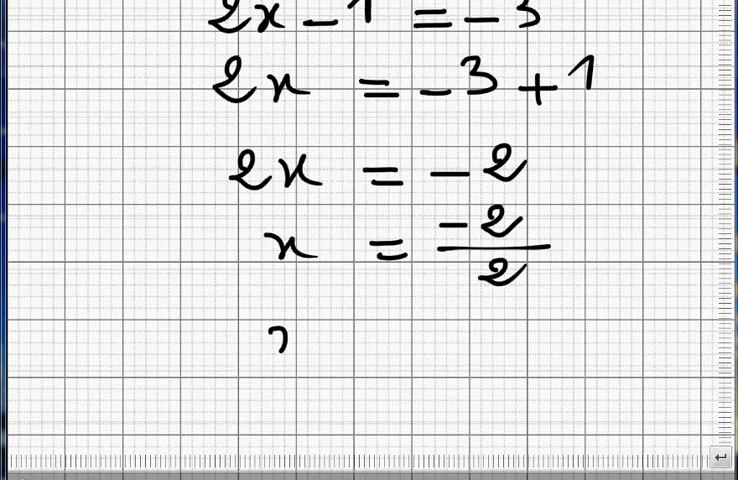 2x - 1 = - 3
2x = - 3 + 1
2x = - 2
x = -2/2